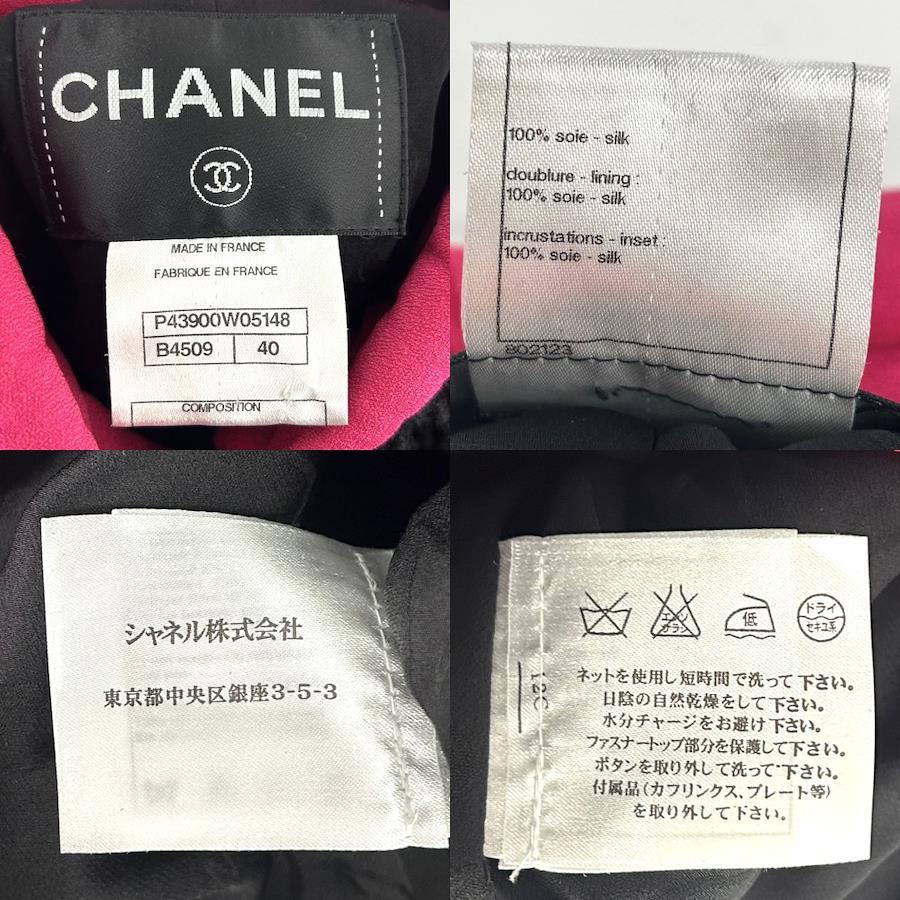 CHANEL
MADE IN FRANCE
FABRIQUE EN FRANCE
P43900W05148
B4509 40
COMPOSITION
100% soie - silk
doublure - lining :
100% soie - silk
incrustations - inset :
100% soie - silk
802123
シャネル株式会社
東京都中央区銀座3-5-3
エンソ
サラシ
低
ドライ
セキユ系
ネットを使用し短時間で洗って下さい。
日陰の自然乾燥をして下さい。
水分チャージをお避け下さい。
ファスナートップ部分を保護して下さい。
ボタンを取り外して洗って下さい。
付属品(カフリンクス、プレート等)
を取り外して下さい。